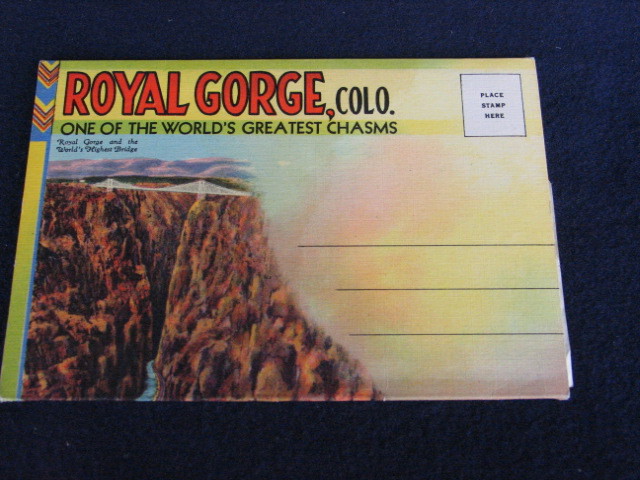 ROYAL GORGE, COLO.
ONE OF THE WORLD'S GREATEST CHASMS
Royal Gorge and the
World's Highest Bridge
PLACE
STAMP
HERE